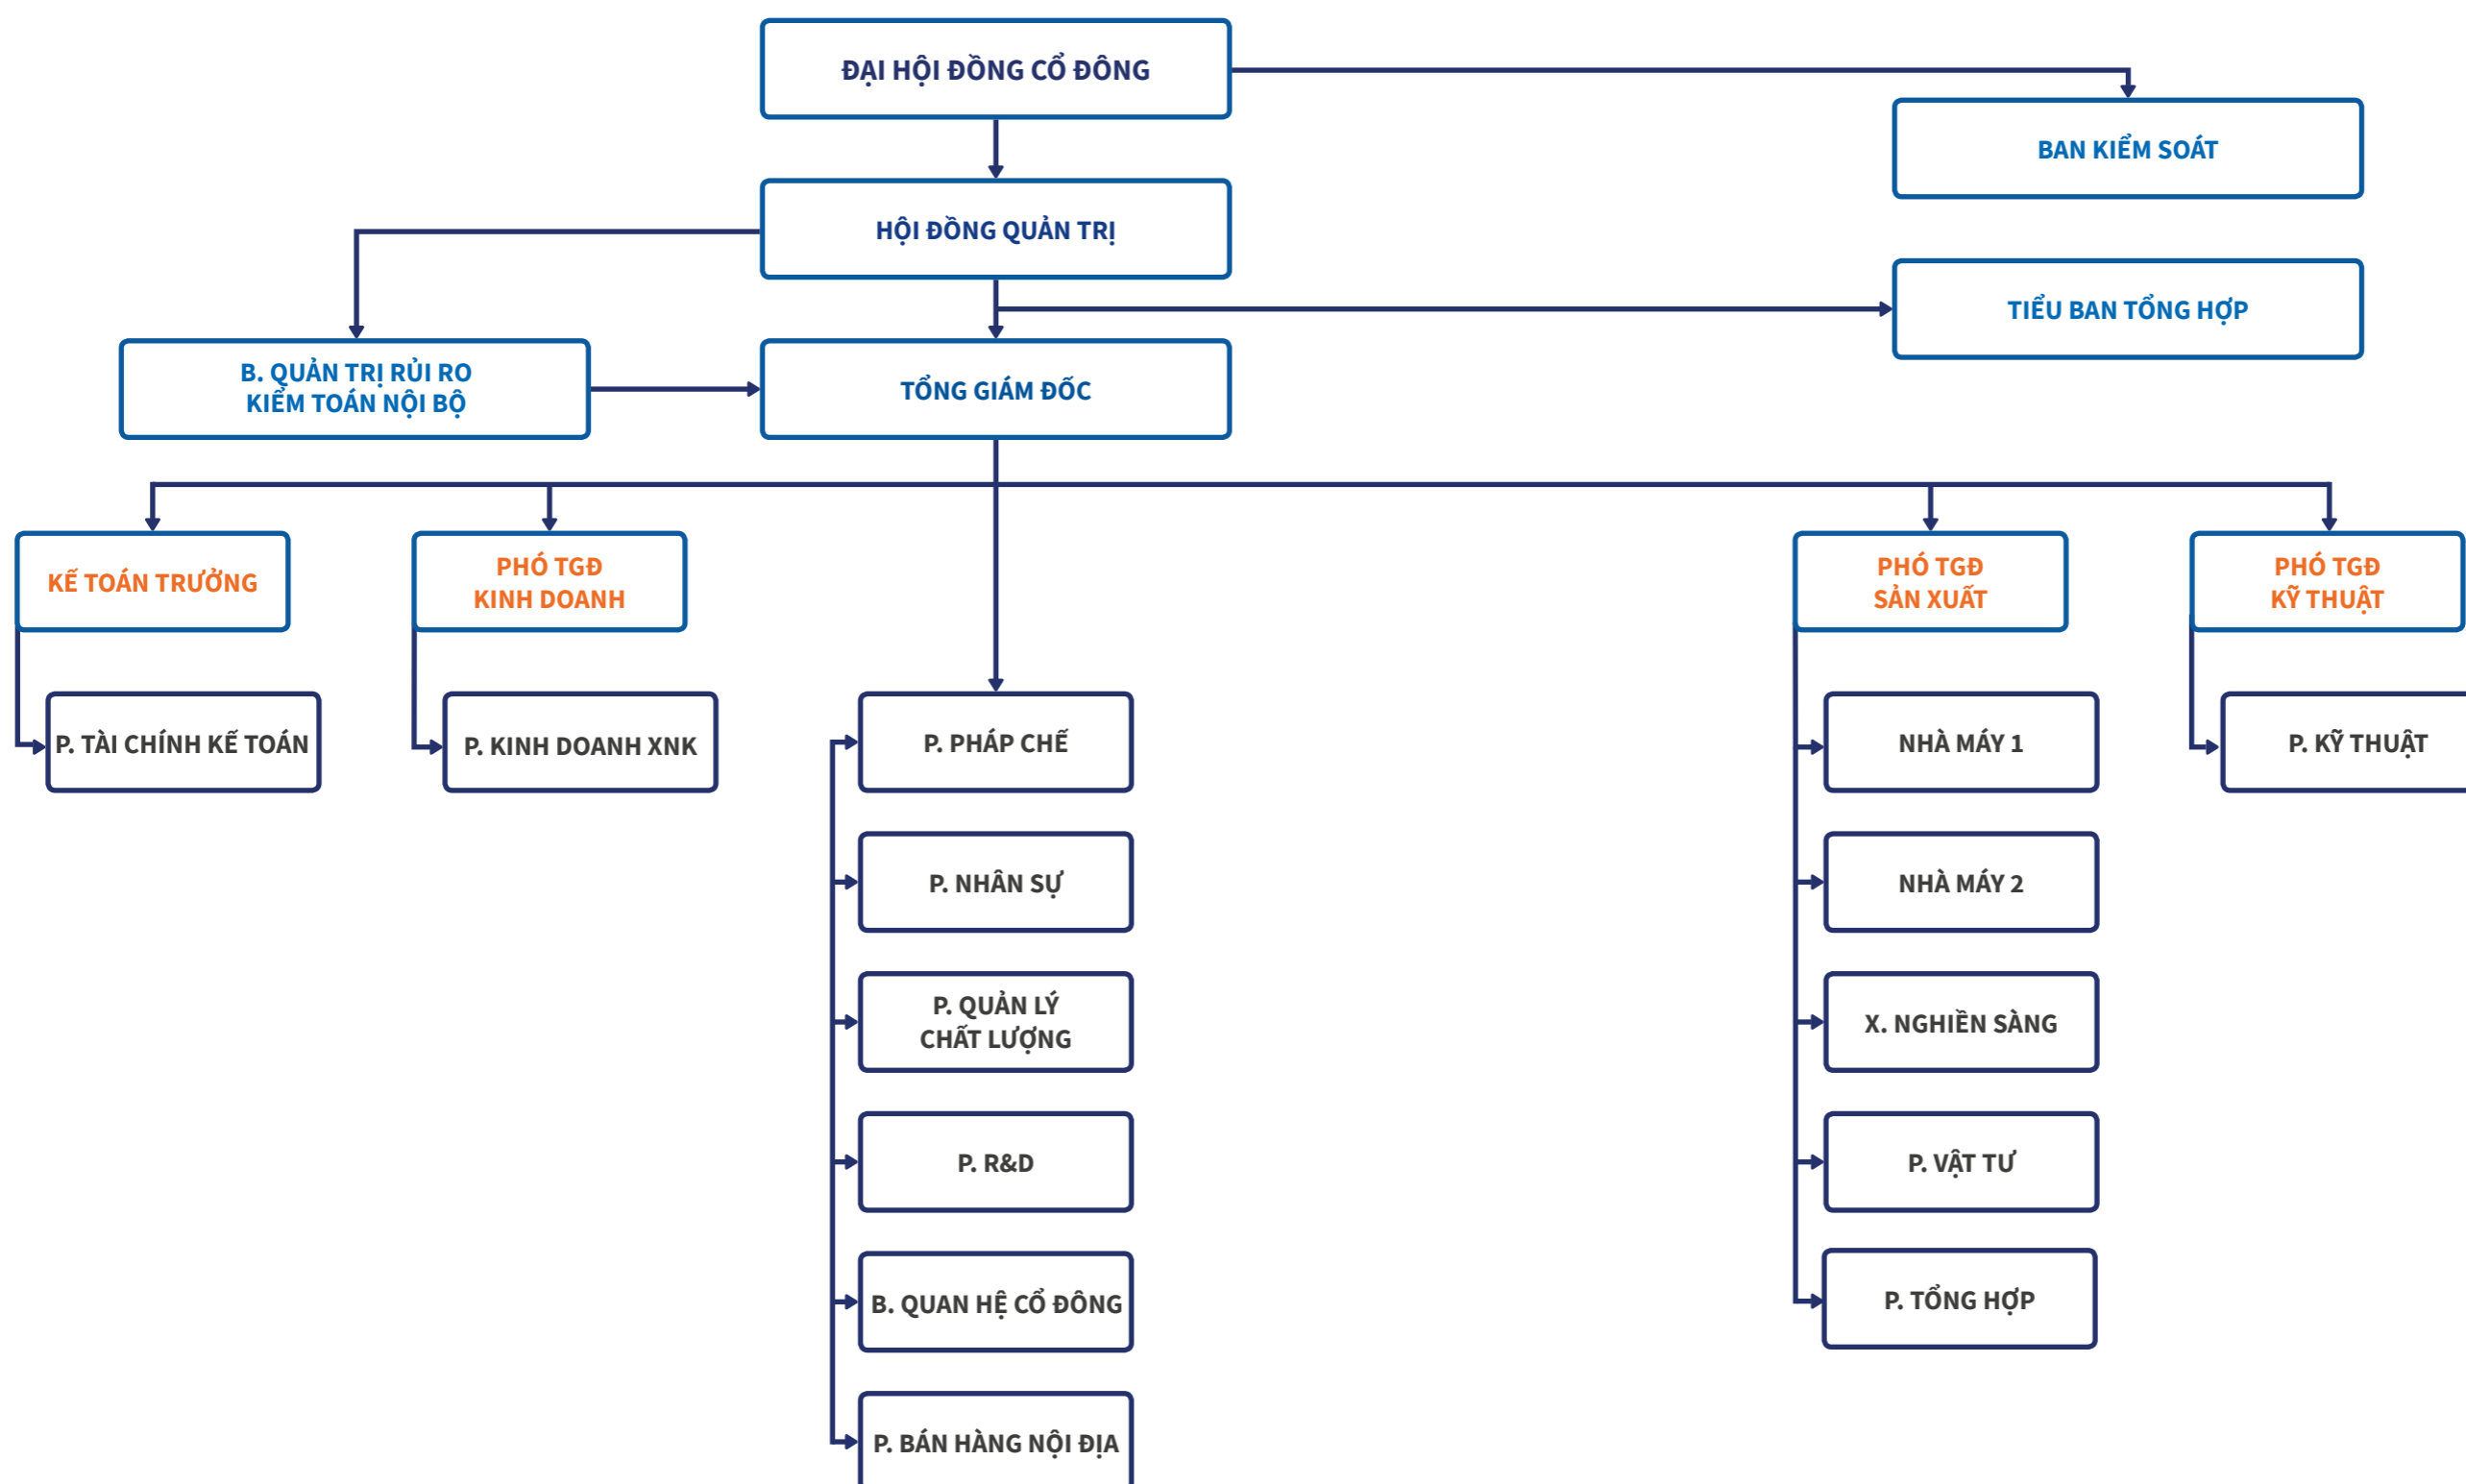 ĐẠI HỘI ĐỒNG CỔ ĐÔNG
BAN KIỂM SOÁT
HỘI ĐỒNG QUẢN TRỊ
TIỂU BAN TỔNG HỢP
B. QUẢN TRỊ RỦI RO
KIỂM TOÁN NỘI BỘ
TỔNG GIÁM ĐỐC
KẾ TOÁN TRƯỞNG
PHÓ TGĐ
KINH DOANH
PHÓ TGĐ
SẢN XUẤT
PHÓ TGĐ
KỸ THUẬT
P. TÀI CHÍNH KẾ TOÁN
P. KINH DOANH XNK
P. PHÁP CHẾ
NHÀ MÁY 1
P. KỸ THUẬT
P. NHÂN SỰ
NHÀ MÁY 2
P. QUẢN LÝ
CHẤT LƯỢNG
X. NGHIỀN SÀNG
P. R&D
P. VẬT TƯ
B. QUAN HỆ CỔ ĐÔNG
P. TỔNG HỢP
P. BÁN HÀNG NỘI ĐỊA